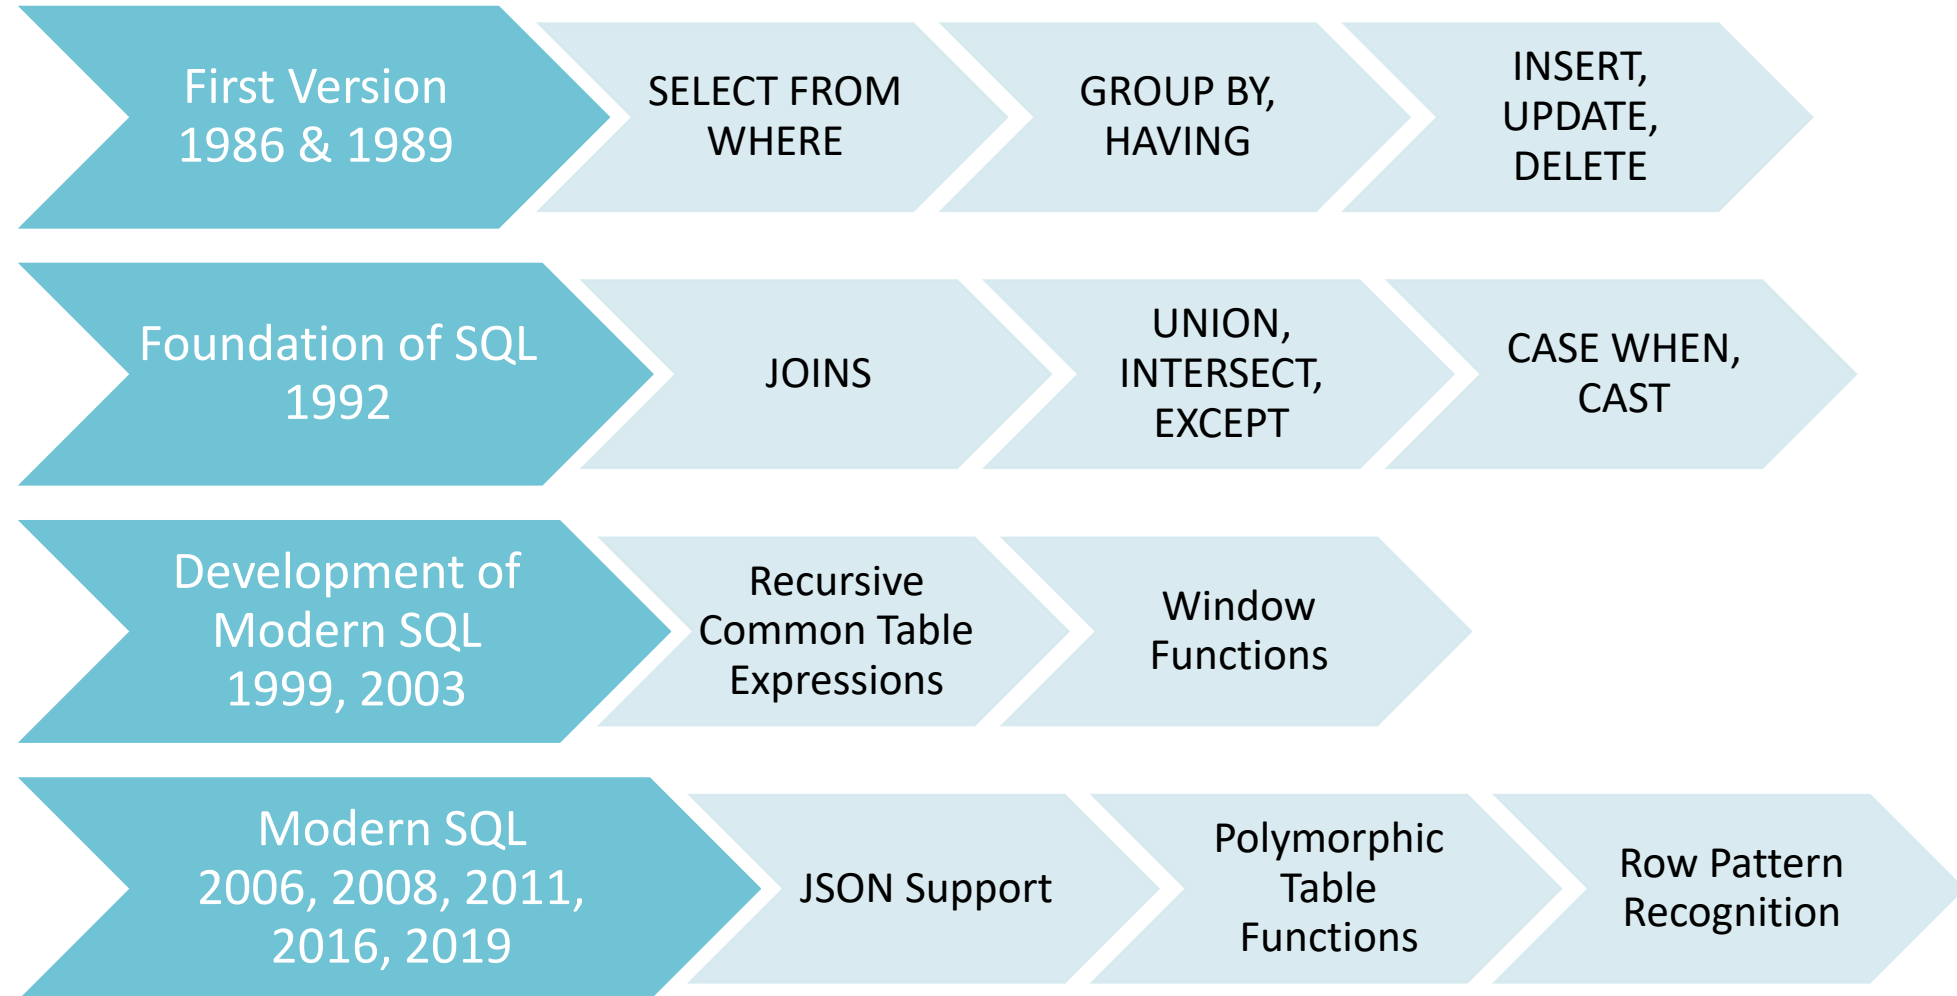 First Version
1986 & 1989
SELECT FROM
WHERE
GROUP BY,
HAVING
INSERT,
UPDATE,
DELETE
Foundation of SQL
1992
JOINS
UNION,
INTERSECT,
EXCEPT
CASE WHEN,
CAST
Development of
Modern SQL
1999, 2003
Recursive
Common Table
Expressions
Window
Functions
Modern SQL
2006, 2008, 2011,
2016, 2019
JSON Support
Polymorphic
Table
Functions
Row Pattern
Recognition